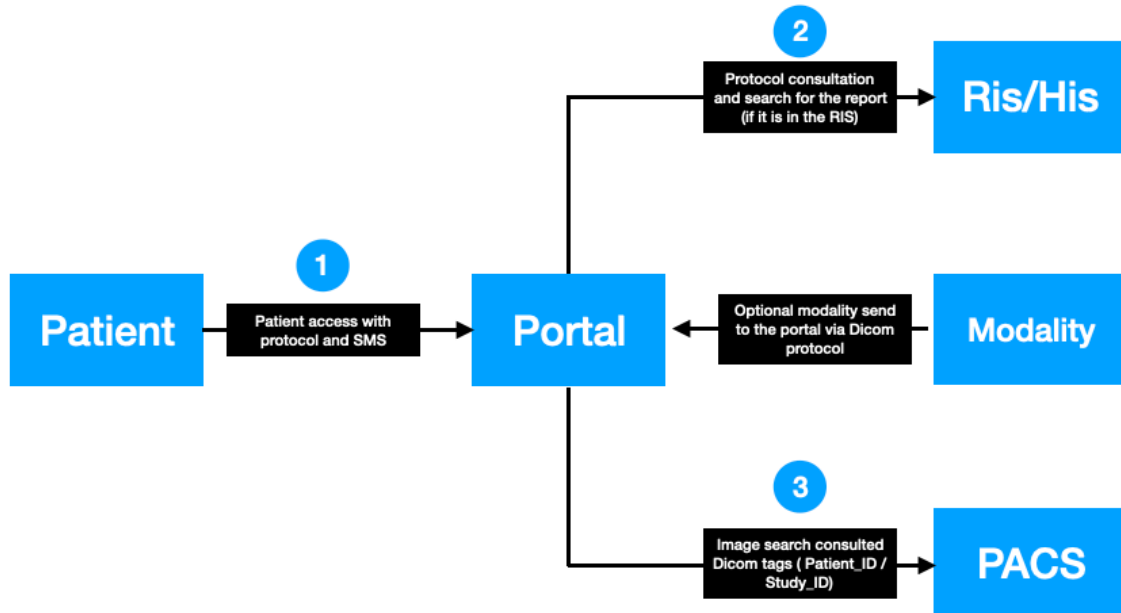 2
Protocol consultation
and search for the report
(if it is in the RIS)
Ris/His
1
Patient
Patient access with
protocol and SMS
Portal
Optional modality send
to the portal via Dicom
protocol
Modality
3
Image search consulted
Dicom tags ( Patient_ID /
Study_ID)
PACS